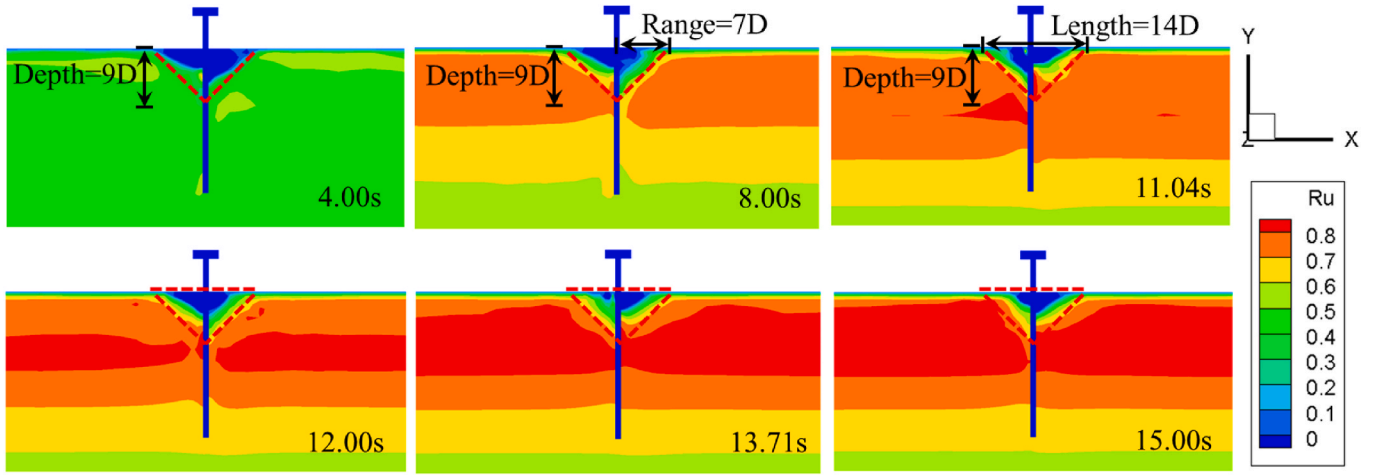 Range=7D
Length=14D
Depth=9D
Depth=9D
Depth=9D
4.00s
8.00s
11.04s
Y
Z
X
Ru
0.8
0.7
0.6
0.5
0.4
0.3
0.2
0.1
0
12.00s
13.71s
15.00s